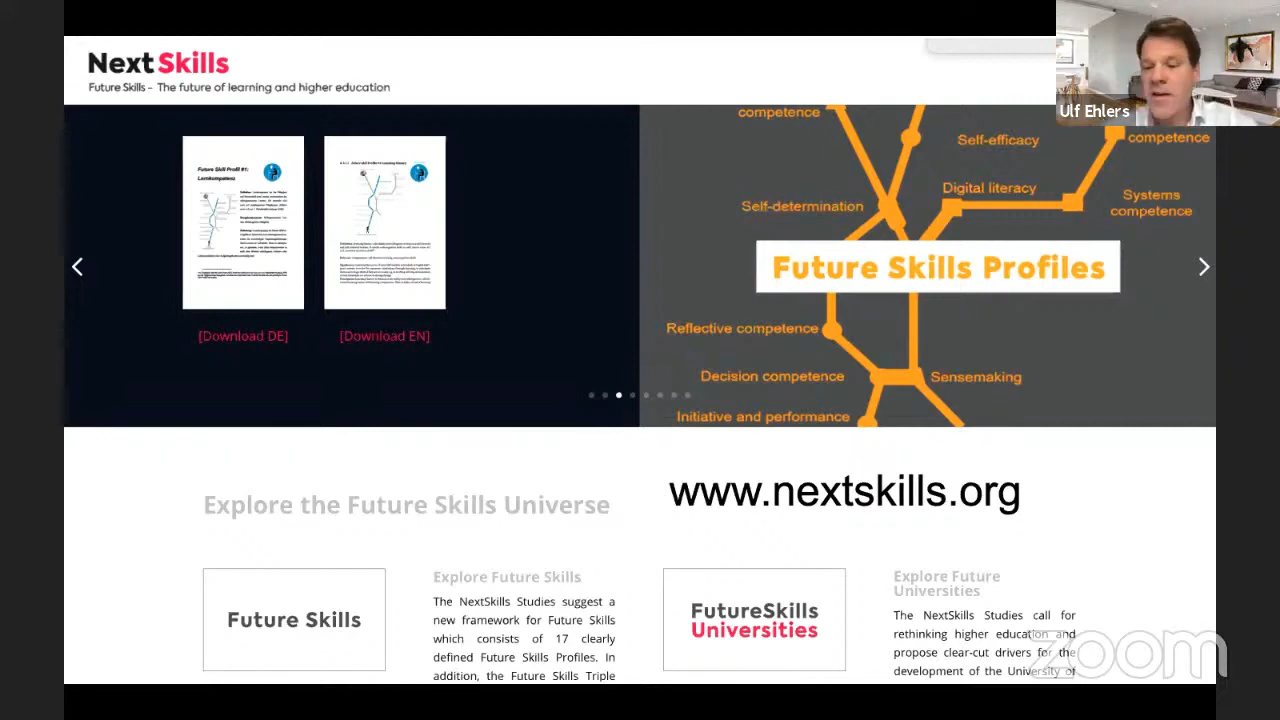 NextSkills
Future Skills - The future of learning and higher education
Ulf Ehlers
Future Skill Profil #1:
Lernkompetenz
[Download DE]
[Download EN]
competence
Self-efficacy
competence
Digital literacy
Self-determination
Systems
competence
Future Skills Profiles
Reflective competence
Decision competence
Sensemaking
Initiative and performance
Explore the Future Skills Universe
www.nextskills.org
Future Skills
Explore Future Skills
The NextSkills Studies suggest a
new framework for Future Skills
which consists of 17 clearly
defined Future Skills Profiles. In
addition, the Future Skills Triple
FutureSkills
Universities
Explore Future
Universities
The NextSkills Studies call for
rethinking higher education and
propose clear-cut drivers for the
development of the University of
zoom